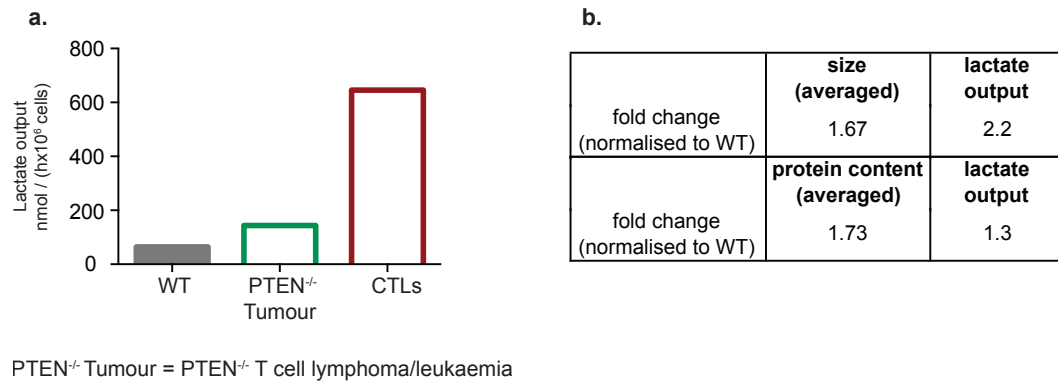 a.
800
600
400
200
0
Lactate output
nmol / (hx10⁶ cells)
WT
PTEN⁻/⁻
Tumour
CTLs
b.
size
(averaged)
lactate
output
fold change
(normalised to WT)
1.67
2.2
protein content
(averaged)
lactate
output
fold change
(normalised to WT)
1.73
1.3
PTEN⁻/⁻ Tumour = PTEN⁻/⁻ T cell lymphoma/leukaemia